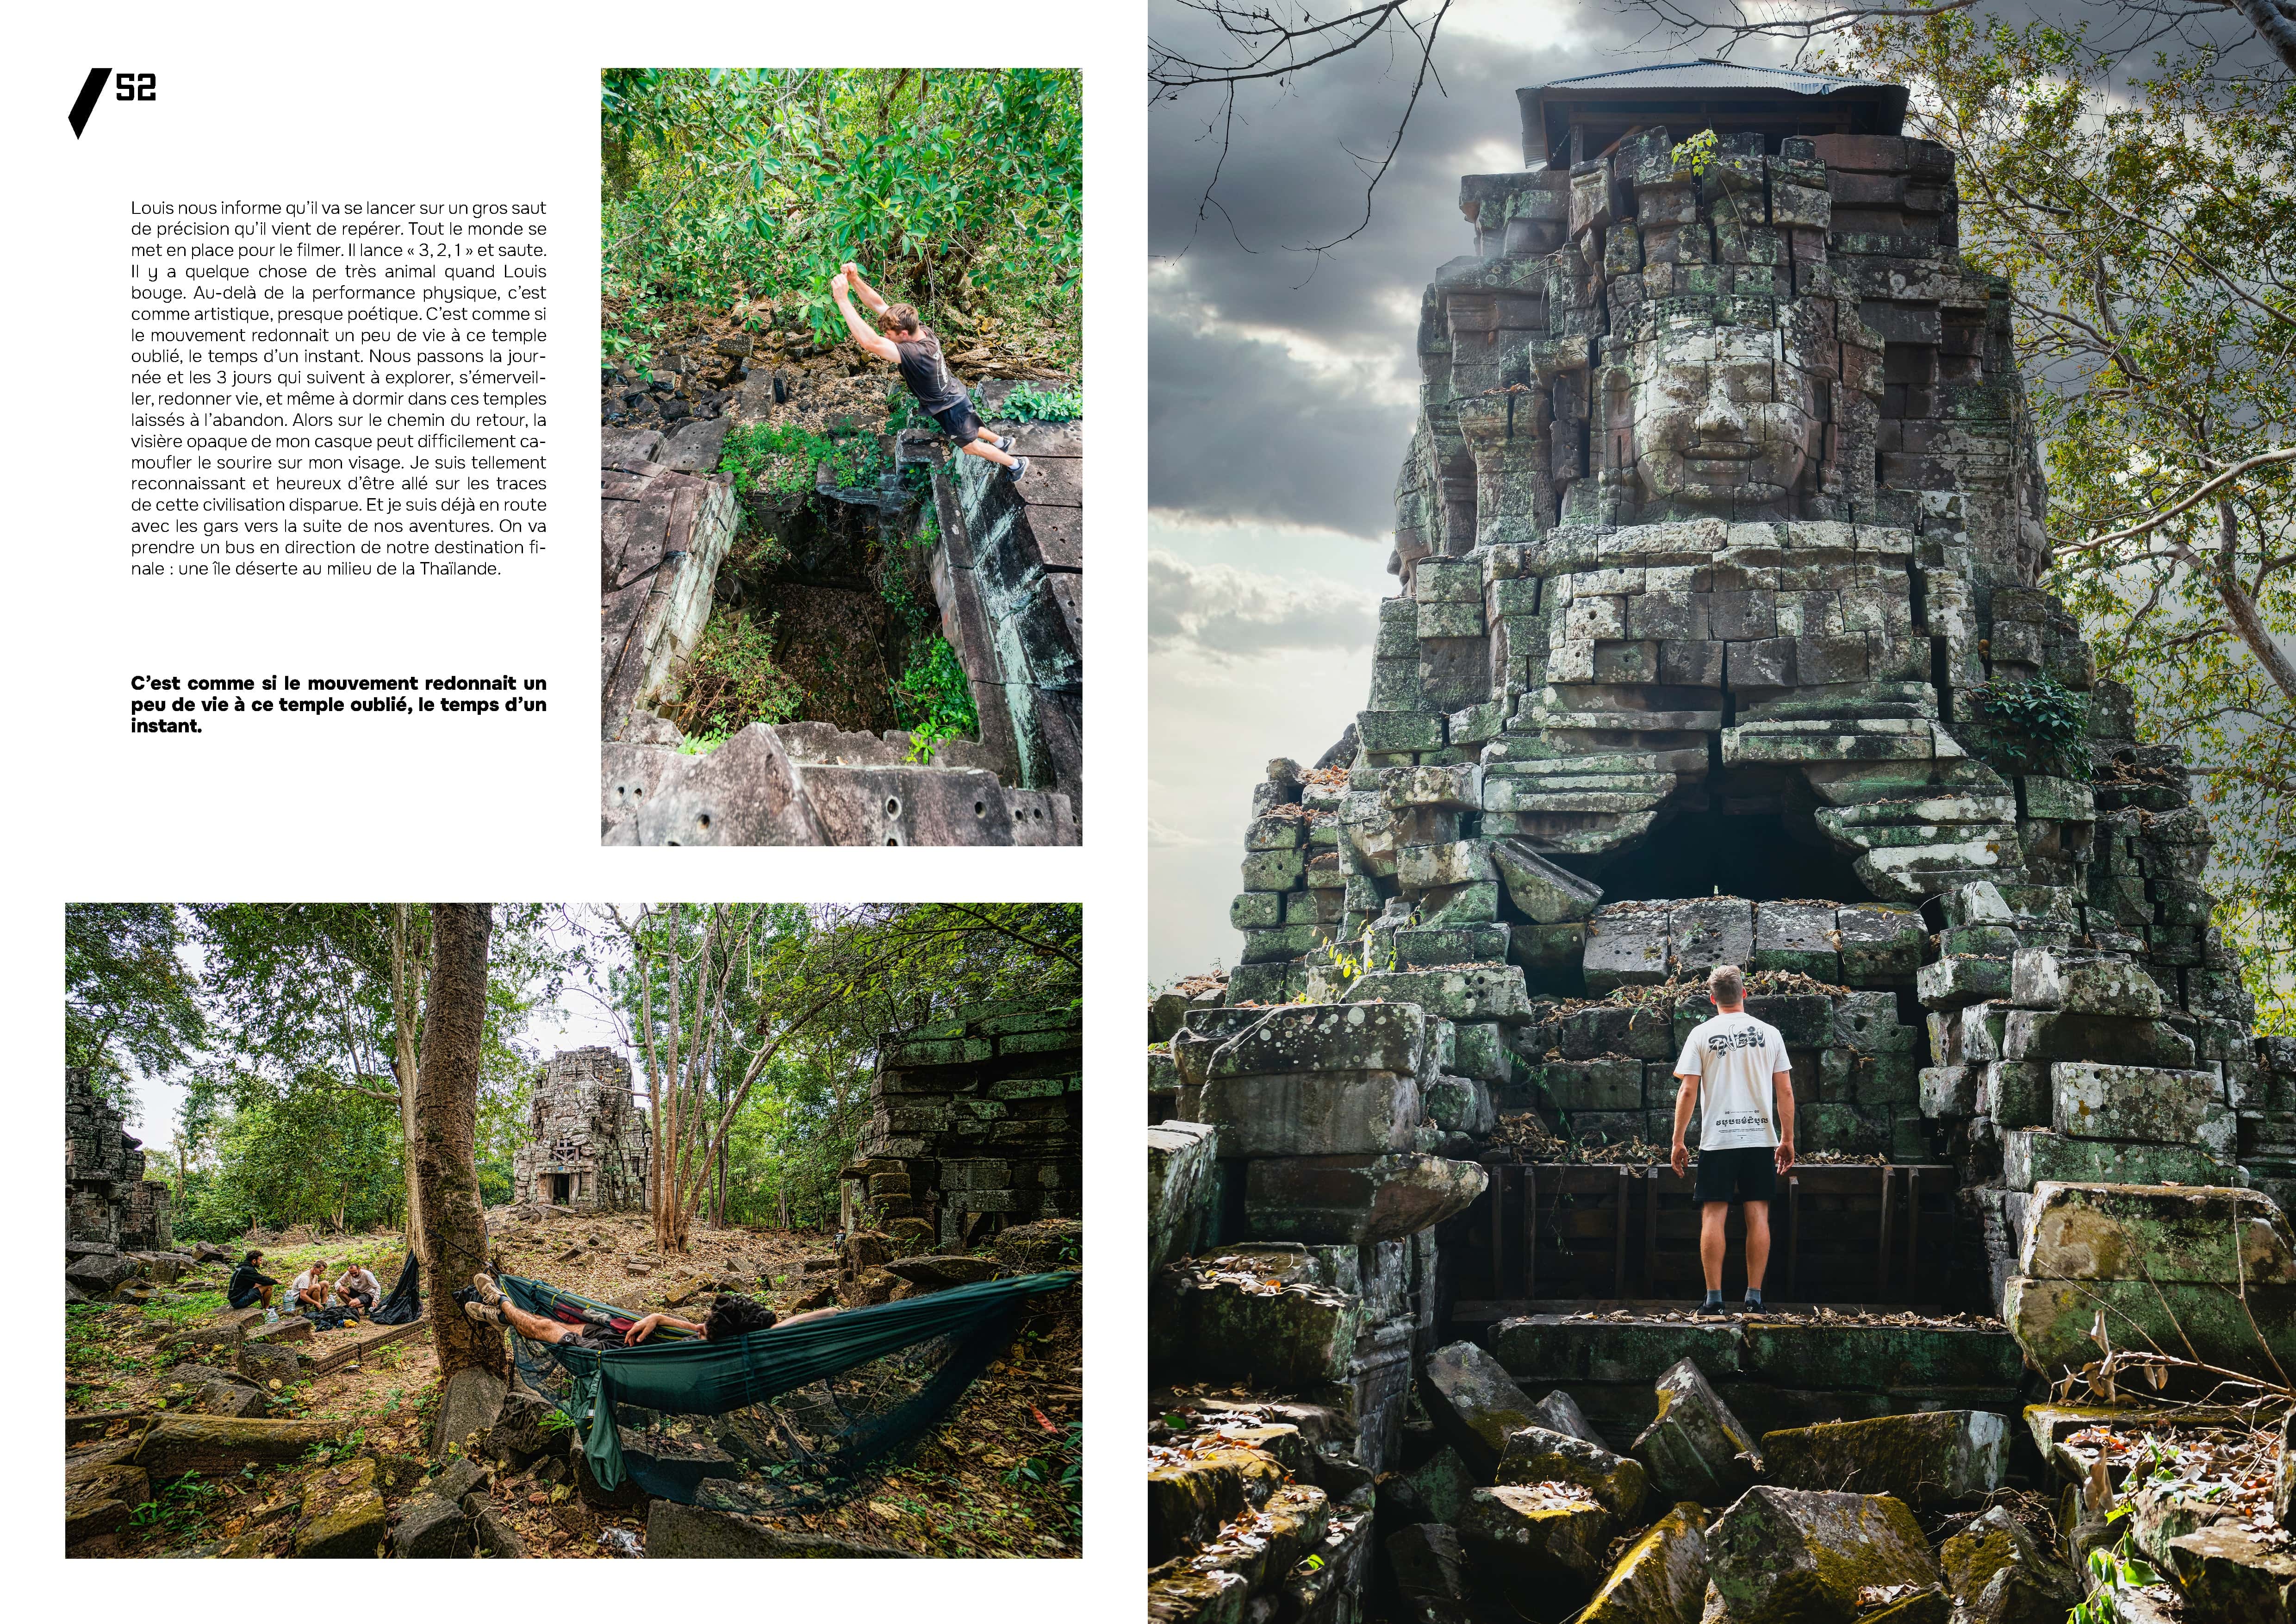 52
Louis nous informe qu’il va se lancer sur un gros saut
de précision qu’il vient de repérer. Tout le monde se
met en place pour le filmer. Il lance « 3, 2, 1 » et saute.
Il y a quelque chose de très animal quand Louis
bouge. Au-delà de la performance physique, c’est
comme artistique, presque poétique. C’est comme si
le mouvement redonnait un peu de vie à ce temple
oublié, le temps d’un instant. Nous passons la jour-
née et les 3 jours qui suivent à explorer, s’émerveil-
ler, redonner vie, et même à dormir dans ces temples
laissés à l’abandon. Alors sur le chemin du retour, la
visière opaque de mon casque peut difficilement ca-
moufler le sourire sur mon visage. Je suis tellement
reconnaissant et heureux d’être allé sur les traces
de cette civilisation disparue. Et je suis déjà en route
avec les gars vers la suite de nos aventures. On va
prendre un bus en direction de notre destination fi-
nale : une île déserte au milieu de la Thaïlande.
C’est comme si le mouvement redonnait un
peu de vie à ce temple oublié, le temps d’un
instant.